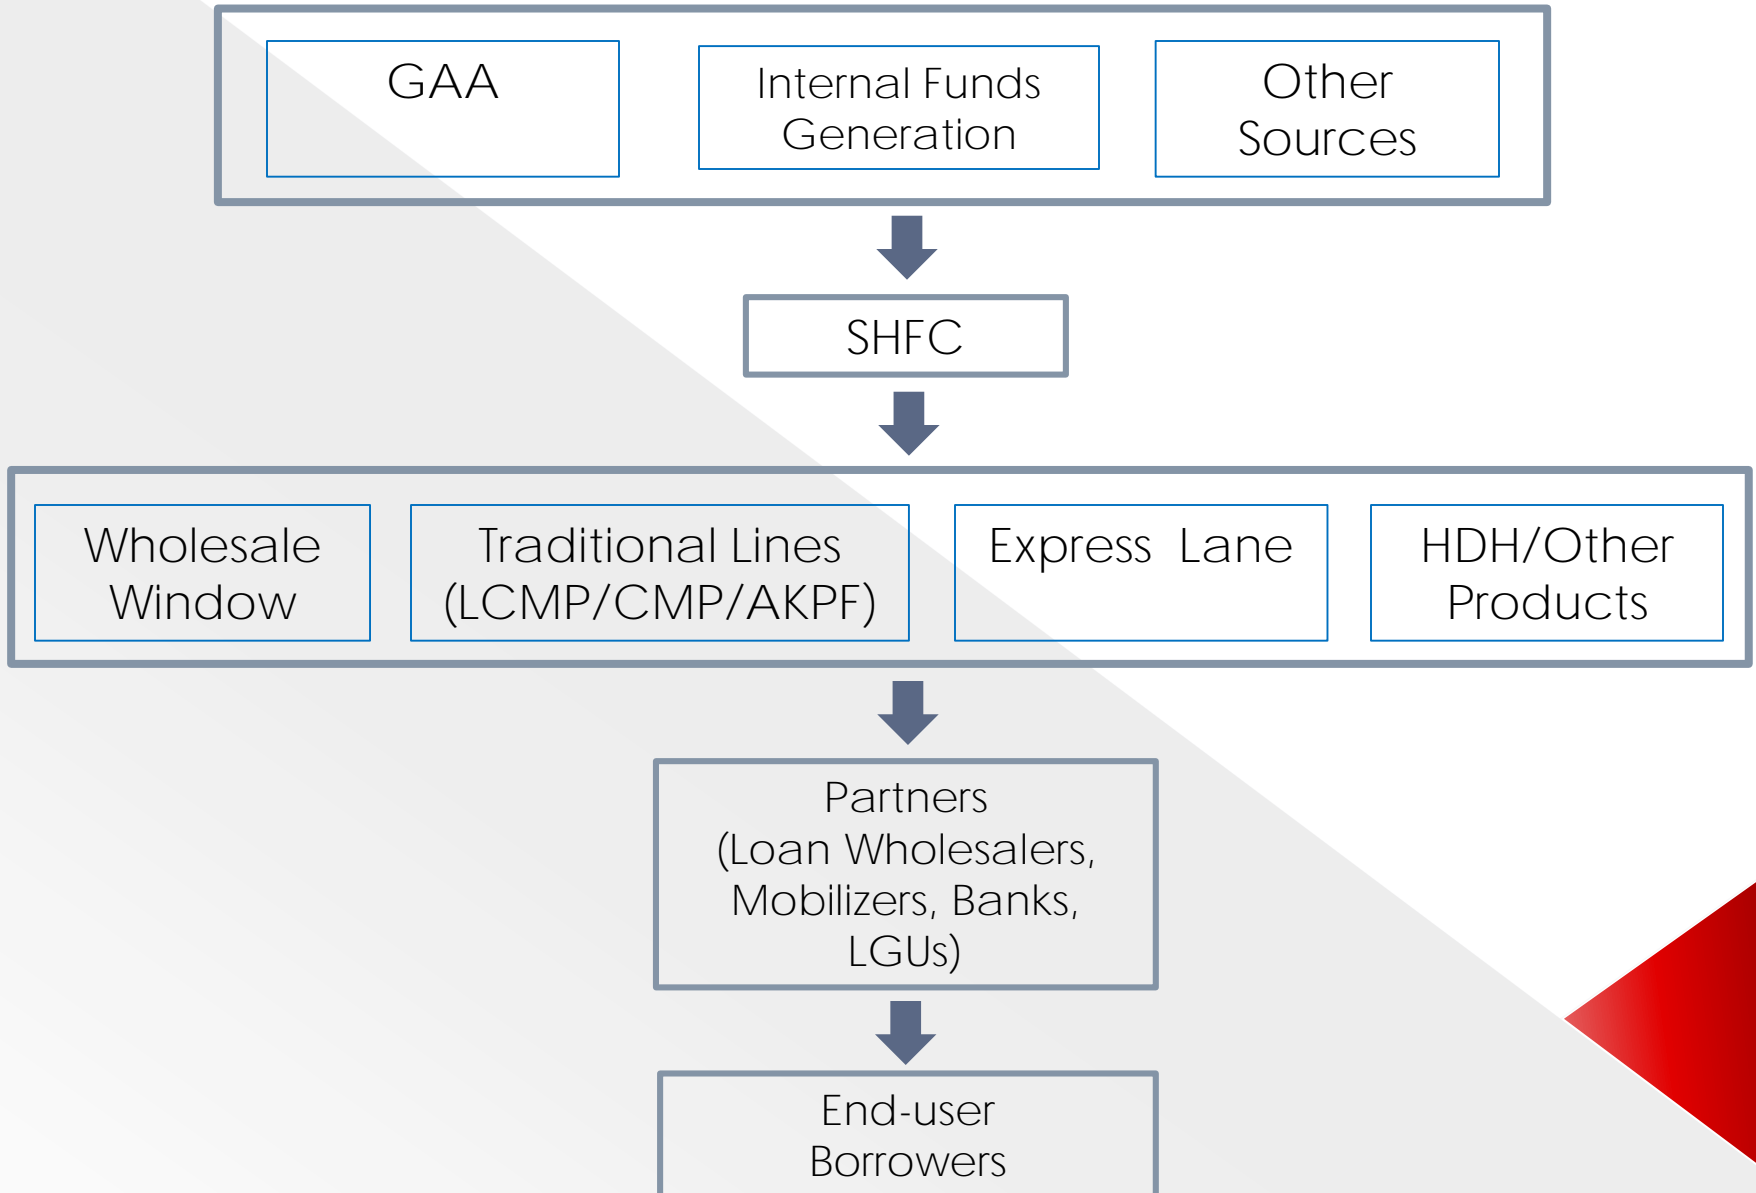 GAA
Internal Funds
Generation
Other
Sources
SHFC
Wholesale
Window
Traditional Lines
(LCMP/CMP/AKPF)
Express Lane
HDH/Other
Products
Partners
(Loan Wholesalers,
Mobilizers, Banks,
LGUs)
End-user
Borrowers